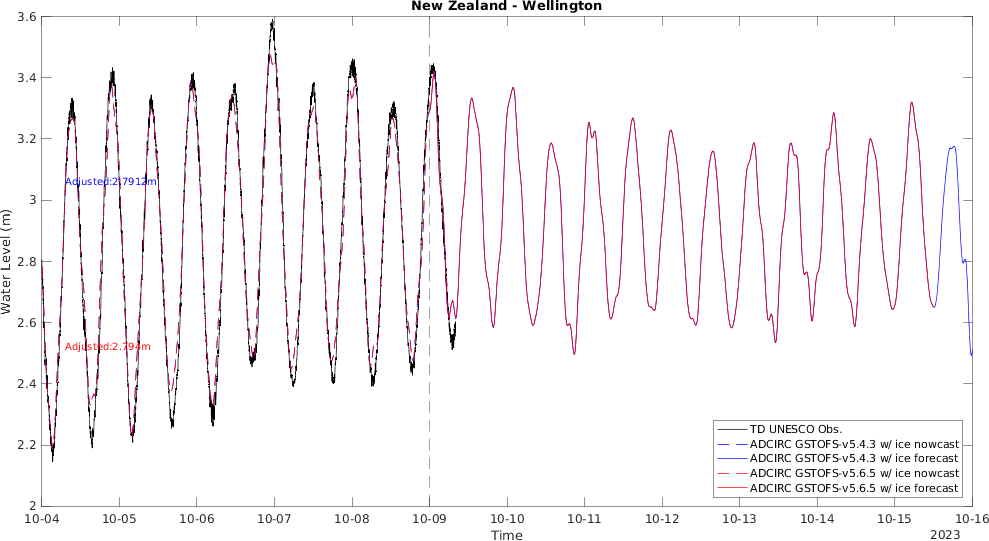 New Zealand - Wellington
3.6
3.4
3.2
3
2.8
2.6
2.4
2.2
2
Water Level (m)
Adjusted:2.7912m
Adjusted:2.794m
TD UNESCO Obs.
ADCIRC GSTOFS-v5.4.3 w/ ice nowcast
ADCIRC GSTOFS-v5.4.3 w/ ice forecast
ADCIRC GSTOFS-v5.6.5 w/ ice nowcast
ADCIRC GSTOFS-v5.6.5 w/ ice forecast
10-04 10-05 10-06 10-07 10-08 10-09 10-10 10-11 10-12 10-13 10-14 10-15 10-16
Time
2023